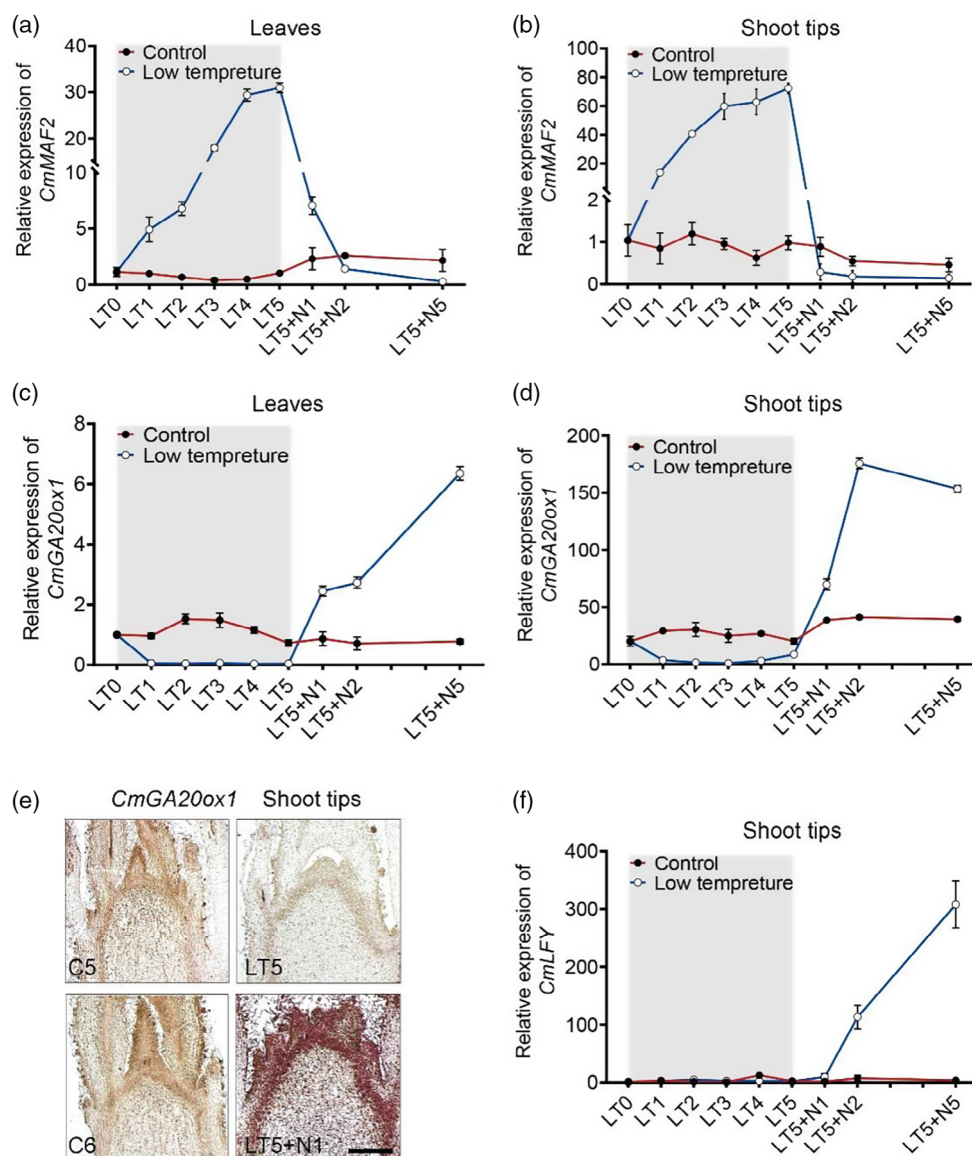 (a)
Leaves
Control
Low tempreture
Relative expression of
CmMAF2
40
30
20
10
5
0
LT0
LT1
LT2
LT3
LT4
LT5
LT5+N1
LT5+N2
LT5+N5
(b)
Shoot tips
Control
Low tempreture
Relative expression of
CmMAF2
100
80
60
40
20
2
1
0
LT0
LT1
LT2
LT3
LT4
LT5
LT5+N1
LT5+N2
LT5+N5
(c)
Leaves
Control
Low tempreture
Relative expression of
CmGA20ox1
8
6
4
2
0
LT0
LT1
LT2
LT3
LT4
LT5
LT5+N1
LT5+N2
LT5+N5
(d)
Shoot tips
Control
Low tempreture
Relative expression of
CmGA20ox1
200
150
100
50
0
LT0
LT1
LT2
LT3
LT4
LT5
LT5+N1
LT5+N2
LT5+N5
(e)
CmGA20ox1 Shoot tips
C5
LT5
C6
LT5+N1
(f)
Shoot tips
Control
Low tempreture
Relative expression of
CmLFY
400
300
200
100
0
LT0
LT1
LT2
LT3
LT4
LT5
LT5+N1
LT5+N2
LT5+N5